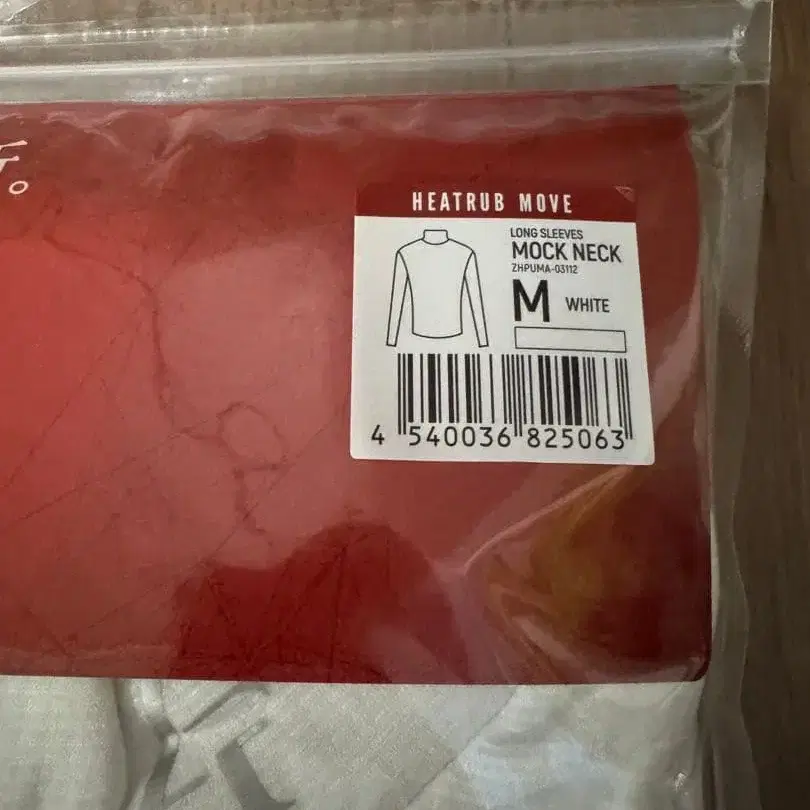 HEATRUB MOVE
LONG SLEEVES
MOCK NECK
ZHPUMA-03112
M WHITE
4 540036 825063